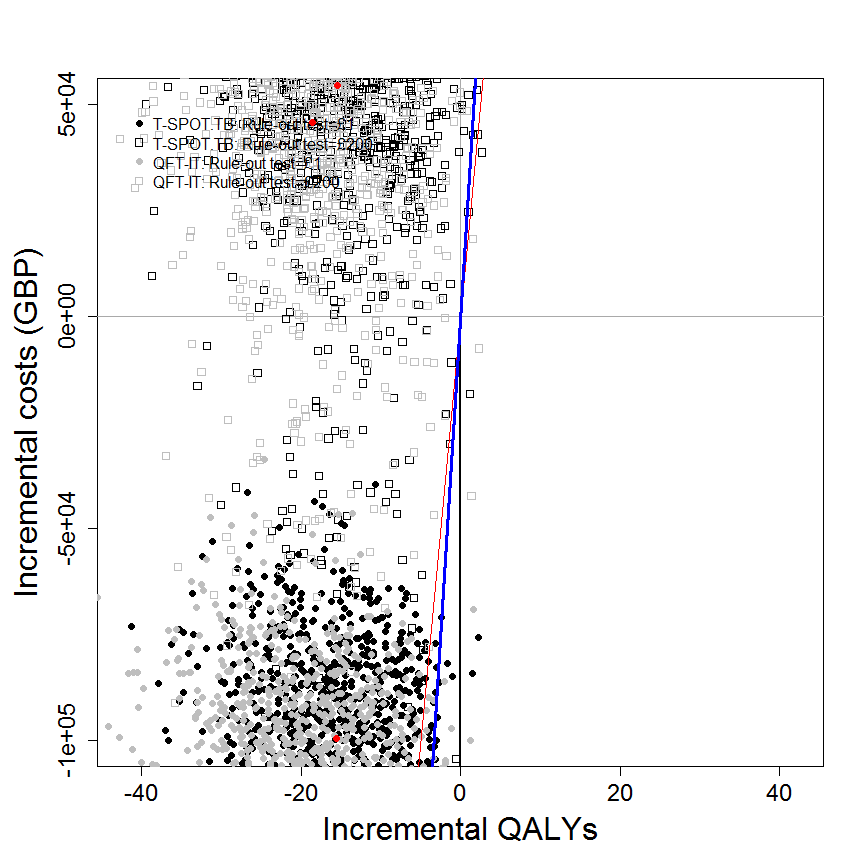 5e+04
0e+00
-5e+04
-1e+05
Incremental costs (GBP)
T-SPOT.TB: Rule-out test=£1
T-SPOT.TB: Rule-out test=£200
QFT-IT: Rule-out test=£1
QFT-IT: Rule-out test=£200
-40 -20 0 20 40
Incremental QALYs